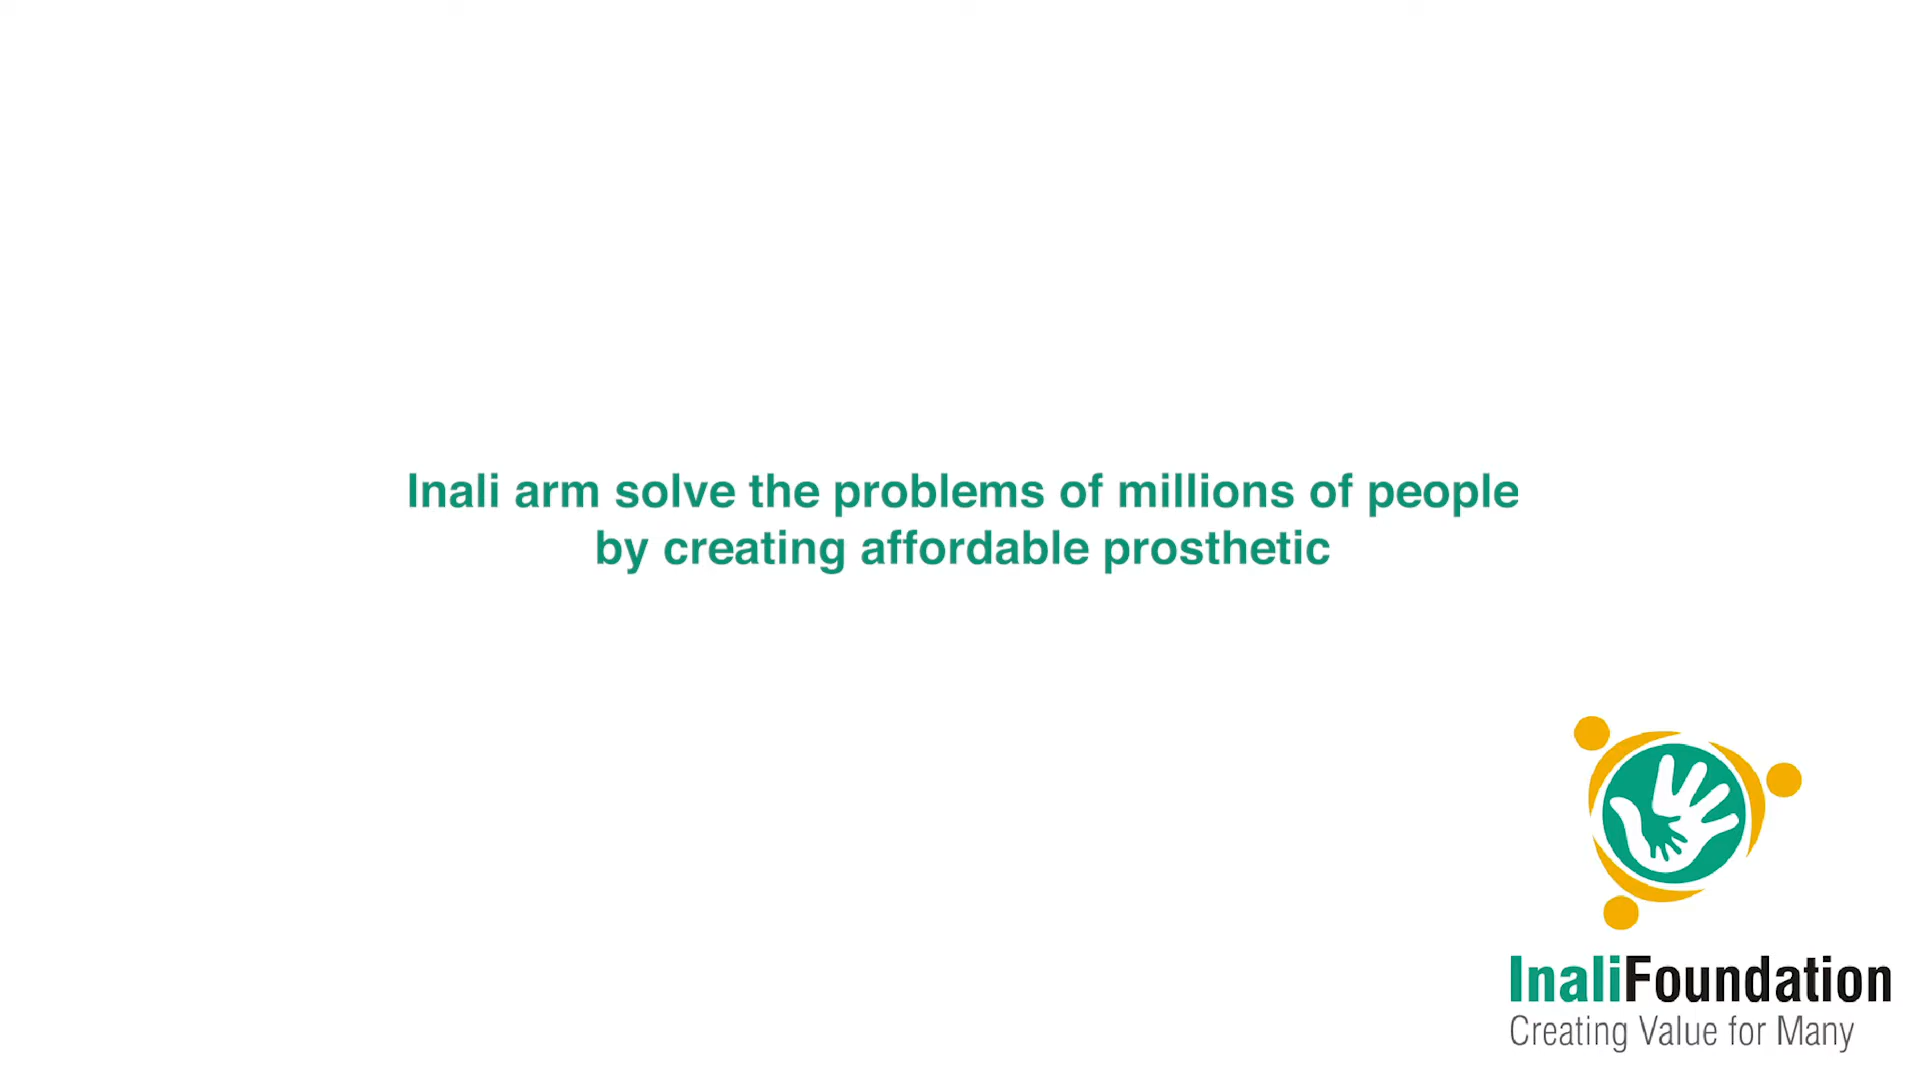 Inali arm solve the problems of millions of people
by creating affordable prosthetic
InaliFoundation
Creating Value for Many